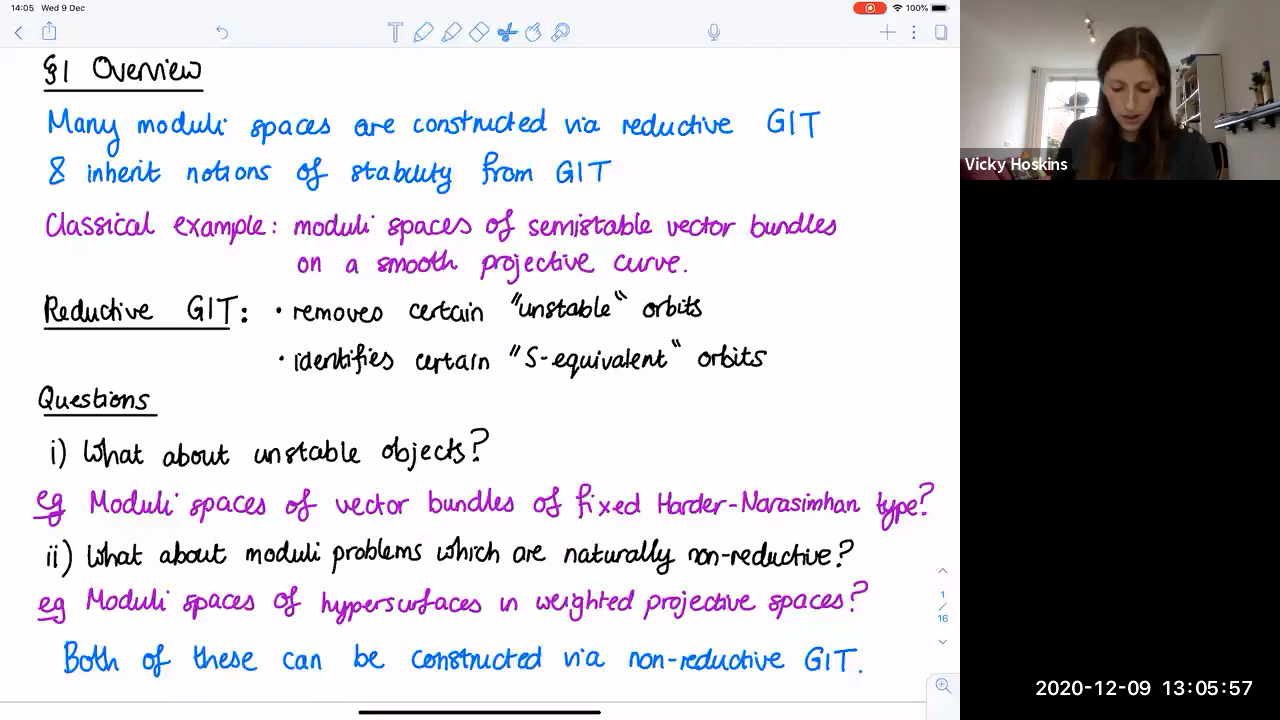 14:05 Wed 9 Dec
100%
§1 Overview
Many moduli spaces are constructed via reductive GIT
& inherit notions of stability from GIT
Classical example: moduli spaces of semistable vector bundles
on a smooth projective curve.
Reductive GIT: • removes certain "unstable" orbits
• identifies certain "S-equivalent" orbits
Questions
i) What about unstable objects?
eg Moduli spaces of vector bundles of fixed Harder-Narasimhan type?
ii) What about moduli problems which are naturally non-reductive?
eg Moduli spaces of hypersurfaces in weighted projective spaces?
Both of these can be constructed via non-reductive GIT.
1
/
16
Vicky Hoskins
2020-12-09 13:05:57